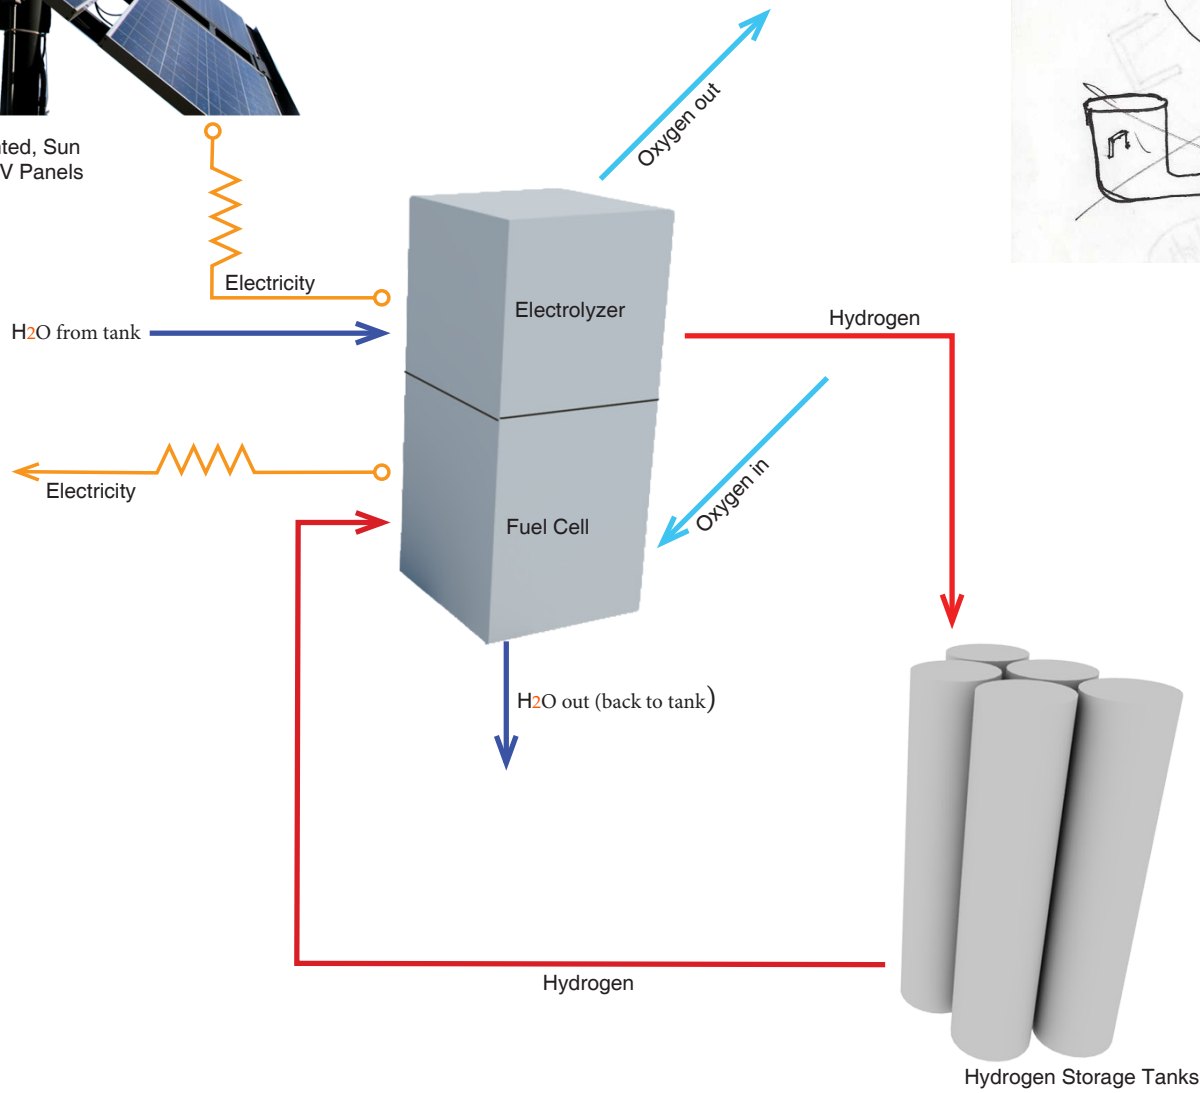 Oxygen out
nted, Sun
V Panels
Electricity
Electrolyzer
H2O from tank
Hydrogen
Oxygen in
Electricity
Fuel Cell
H2O out (back to tank)
Hydrogen
Hydrogen Storage Tanks